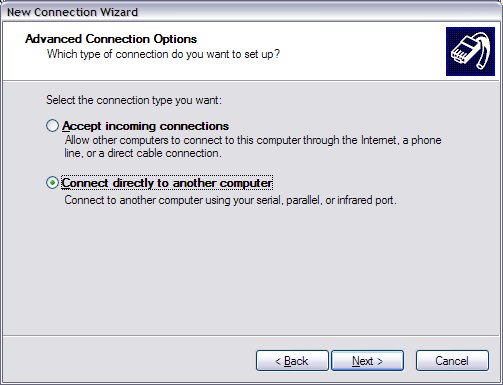 New Connection Wizard
Advanced Connection Options
Which type of connection do you want to set up?
Select the connection type you want:
Accept incoming connections
Allow other computers to connect to this computer through the Internet, a phone
line, or a direct cable connection.
Connect directly to another computer
Connect to another computer using your serial, parallel, or infrared port.
< Back
Next >
Cancel